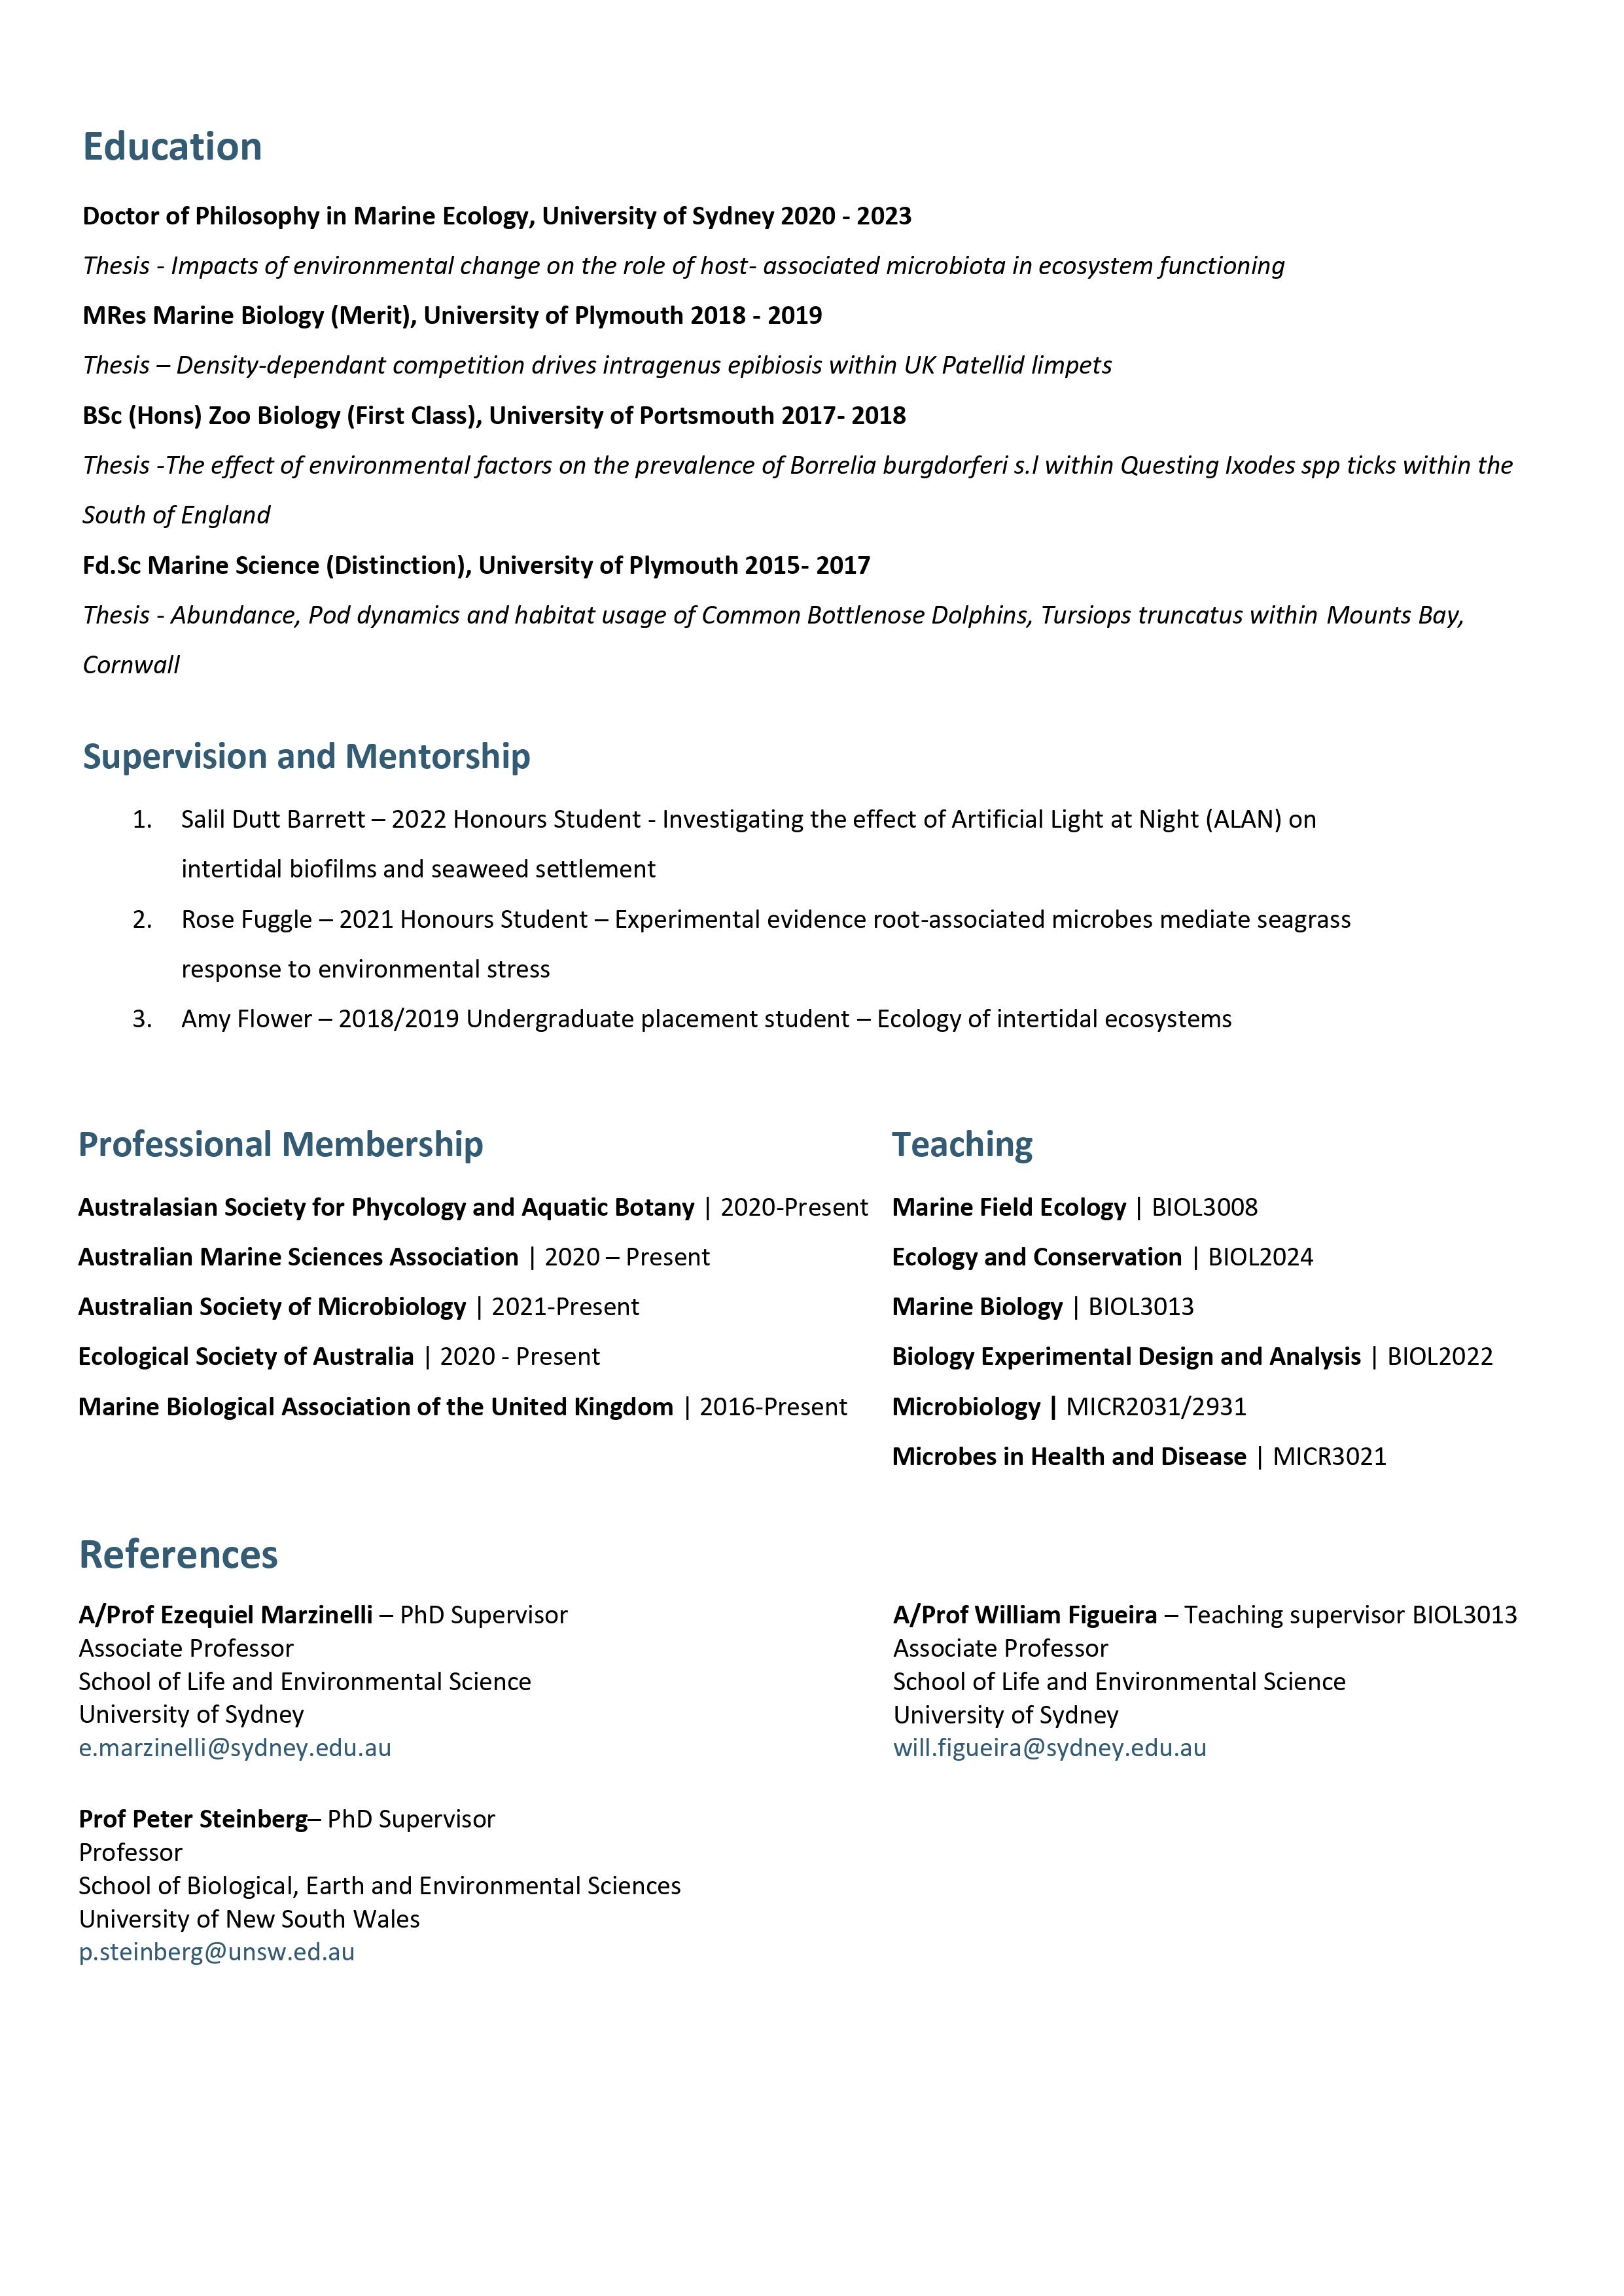 Education
Doctor of Philosophy in Marine Ecology, University of Sydney 2020 - 2023
Thesis - Impacts of environmental change on the role of host- associated microbiota in ecosystem functioning
MRes Marine Biology (Merit), University of Plymouth 2018 - 2019
Thesis – Density-dependant competition drives intragenus epibiosis within UK Patellid limpets
BSc (Hons) Zoo Biology (First Class), University of Portsmouth 2017- 2018
Thesis -The effect of environmental factors on the prevalence of Borrelia burgdorferi s.l within Questing Ixodes spp ticks within the
South of England
Fd.Sc Marine Science (Distinction), University of Plymouth 2015- 2017
Thesis - Abundance, Pod dynamics and habitat usage of Common Bottlenose Dolphins, Tursiops truncatus within Mounts Bay,
Cornwall
Supervision and Mentorship
1. Salil Dutt Barrett – 2022 Honours Student - Investigating the effect of Artificial Light at Night (ALAN) on
intertidal biofilms and seaweed settlement
2. Rose Fuggle – 2021 Honours Student – Experimental evidence root-associated microbes mediate seagrass
response to environmental stress
3. Amy Flower – 2018/2019 Undergraduate placement student – Ecology of intertidal ecosystems
Professional Membership
Australasian Society for Phycology and Aquatic Botany | 2020-Present
Australian Marine Sciences Association | 2020 – Present
Australian Society of Microbiology | 2021-Present
Ecological Society of Australia | 2020 - Present
Marine Biological Association of the United Kingdom | 2016-Present
Teaching
Marine Field Ecology | BIOL3008
Ecology and Conservation | BIOL2024
Marine Biology | BIOL3013
Biology Experimental Design and Analysis | BIOL2022
Microbiology | MICR2031/2931
Microbes in Health and Disease | MICR3021
References
A/Prof Ezequiel Marzinelli – PhD Supervisor
Associate Professor
School of Life and Environmental Science
University of Sydney
e.marzinelli@sydney.edu.au
A/Prof William Figueira – Teaching supervisor BIOL3013
Associate Professor
School of Life and Environmental Science
University of Sydney
will.figueira@sydney.edu.au
Prof Peter Steinberg– PhD Supervisor
Professor
School of Biological, Earth and Environmental Sciences
University of New South Wales
p.steinberg@unsw.ed.au